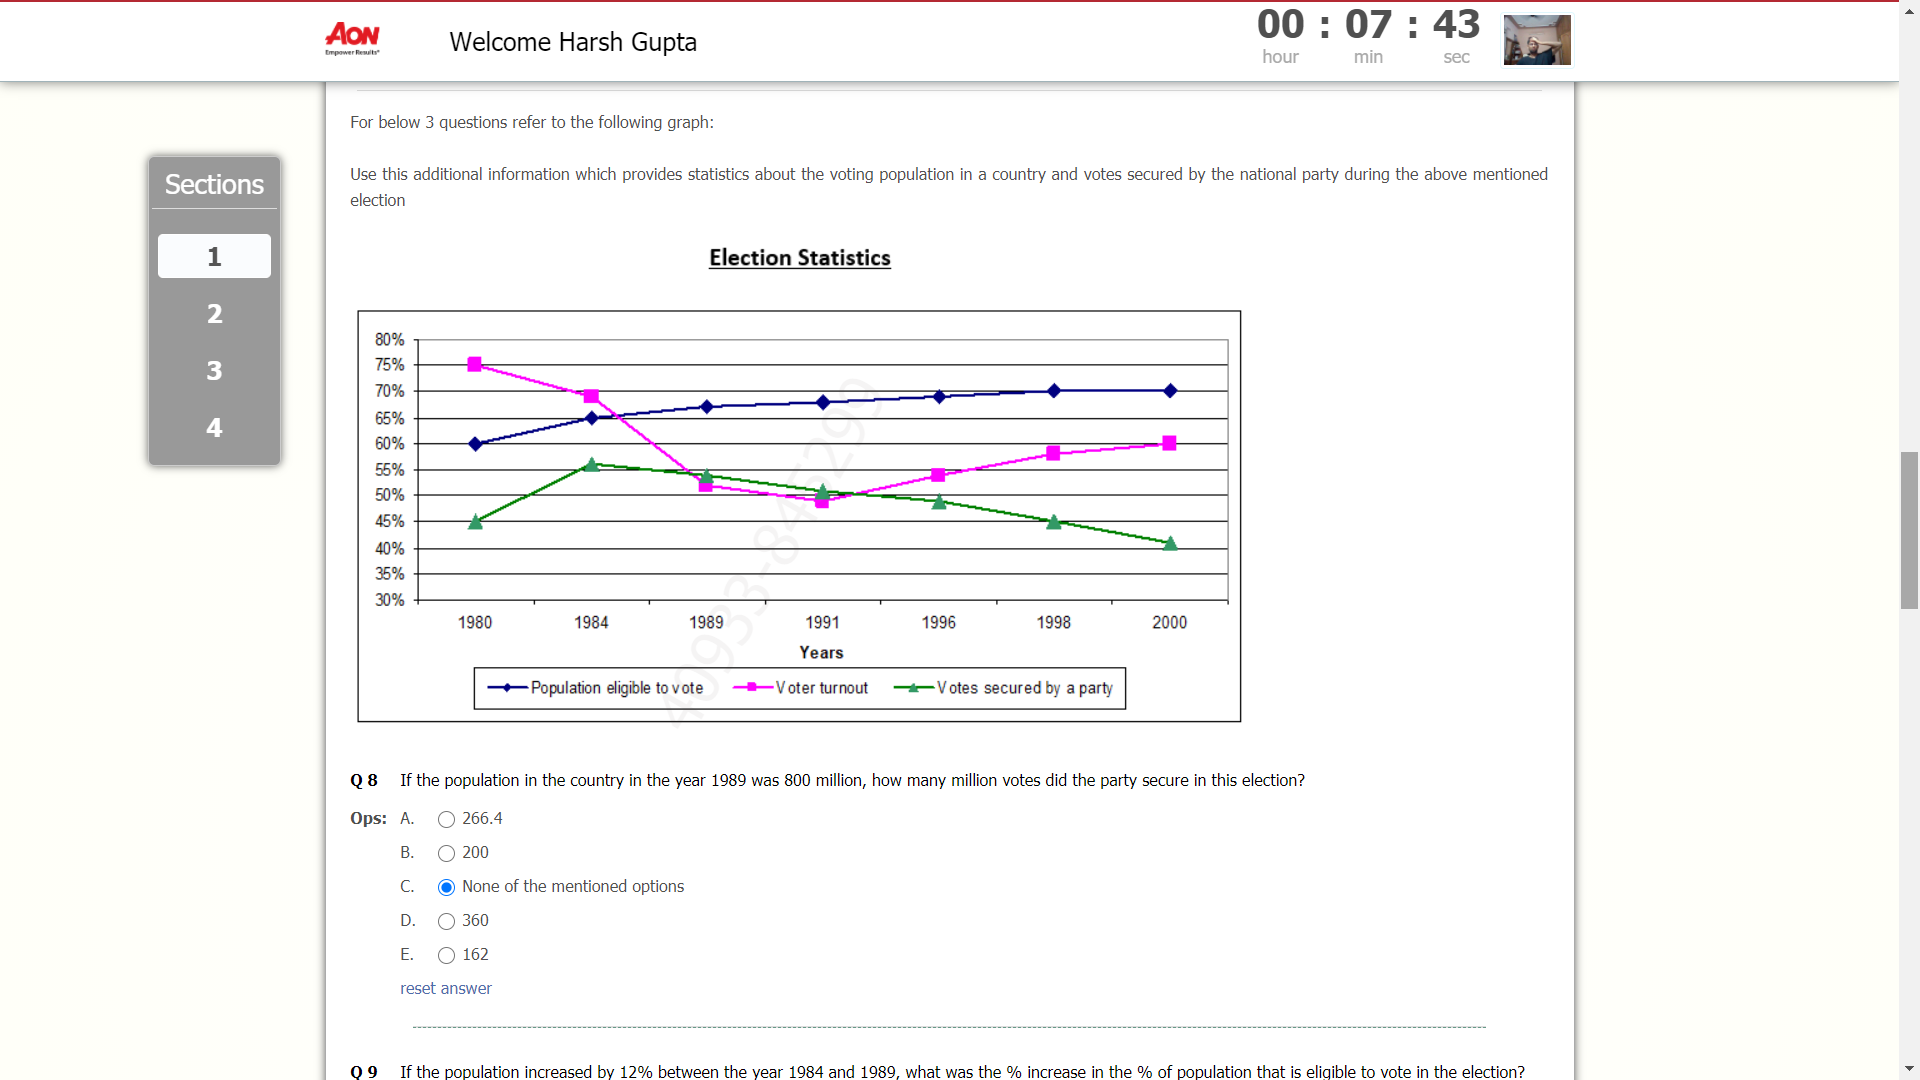 AON
Empower Results®
Welcome Harsh Gupta
00 : 07 : 43
hour min sec
For below 3 questions refer to the following graph:
Use this additional information which provides statistics about the voting population in a country and votes secured by the national party during the above mentioned
election
Sections
1
2
3
4
Election Statistics
80%
75%
70%
65%
60%
55%
50%
45%
40%
35%
30%
1980 1984 1989 1991 1996 1998 2000
Years
Population eligible to vote Voter turnout Votes secured by a party
Q 8 If the population in the country in the year 1989 was 800 million, how many million votes did the party secure in this election?
Ops: A. 266.4
B. 200
C. None of the mentioned options
D. 360
E. 162
reset answer
Q 9 If the population increased by 12% between the year 1984 and 1989, what was the % increase in the % of population that is eligible to vote in the election?